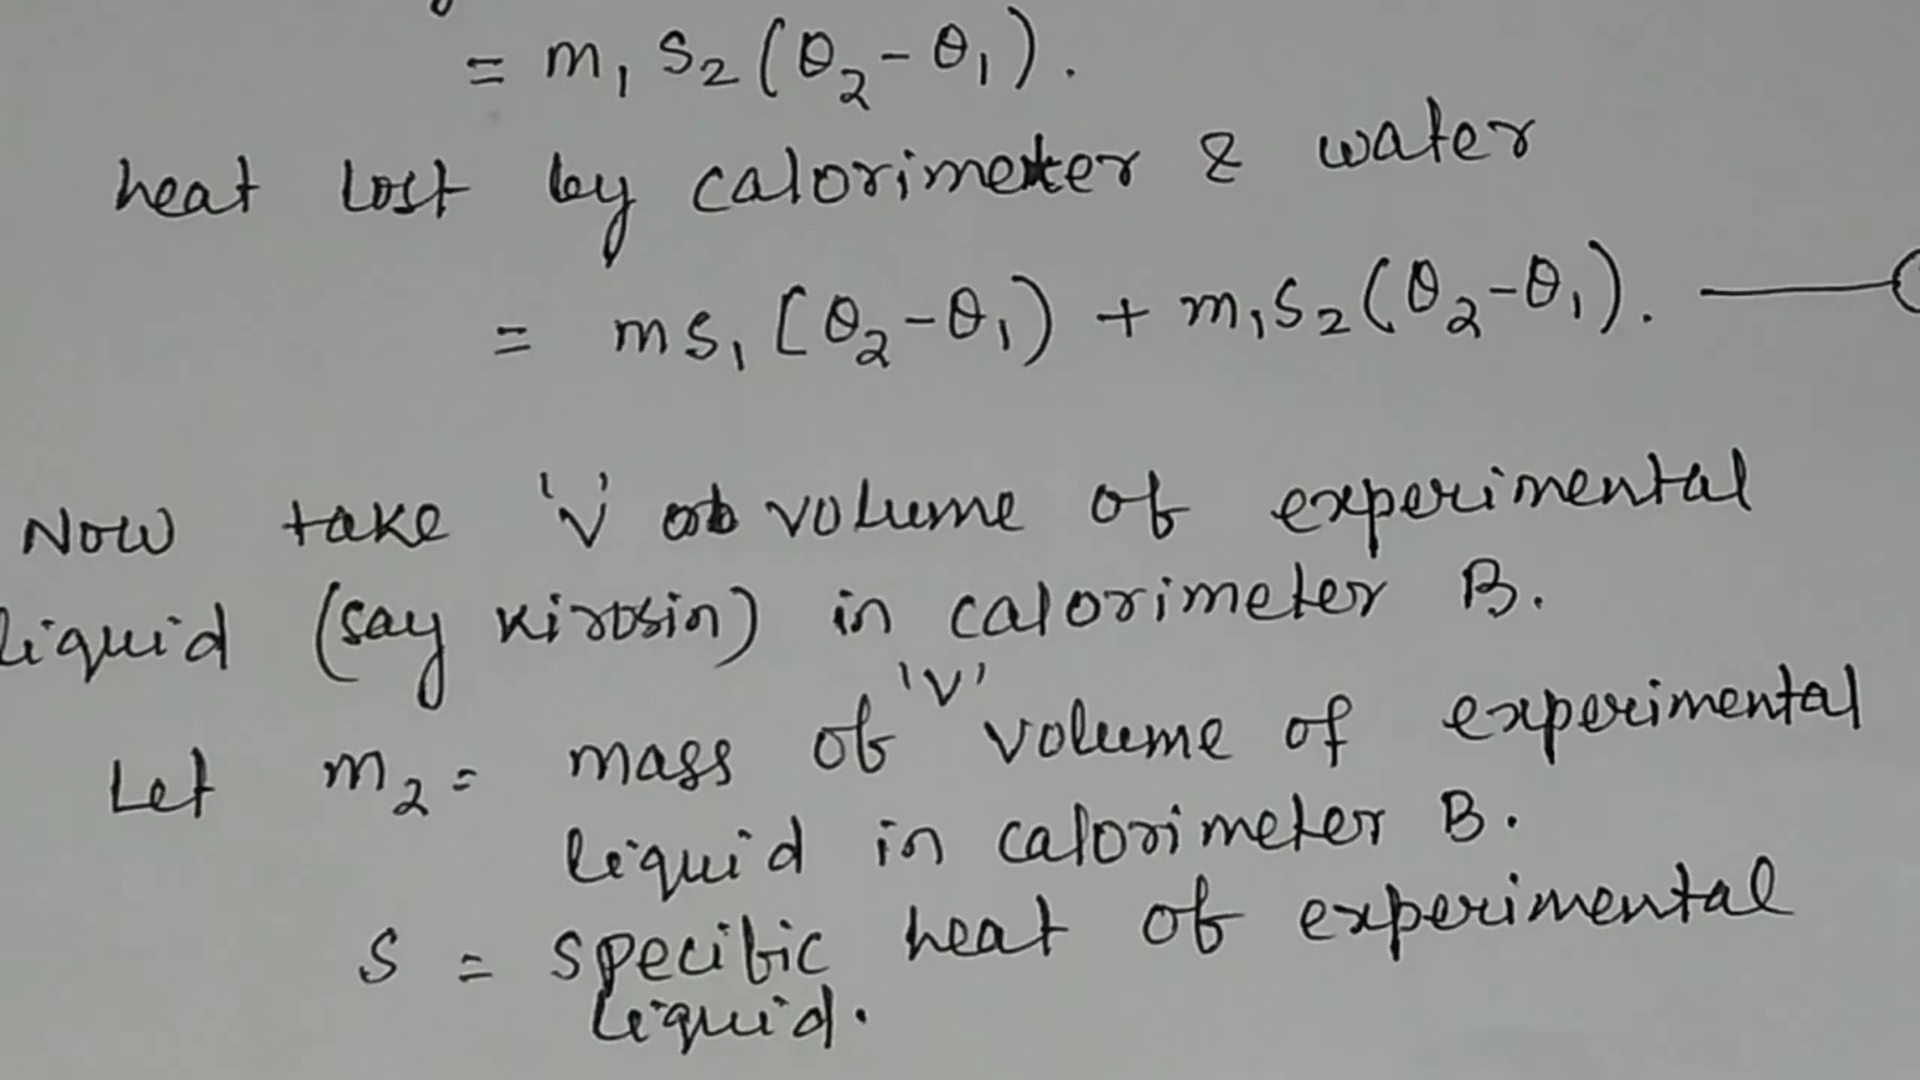 = m₁ s₂ (θ₂ - θ₁).
heat lost by calorimeter & water
= ms₁ [θ₂-θ₁) + m₁s₂(θ₂-θ₁).
Now take 'V' volume of experimental
liquid (say kirosin) in calorimeter B.
Let m₂ = mass of 'V' volume of experimental
liquid in calorimeter B.
S = specific heat of experimental
liquid.